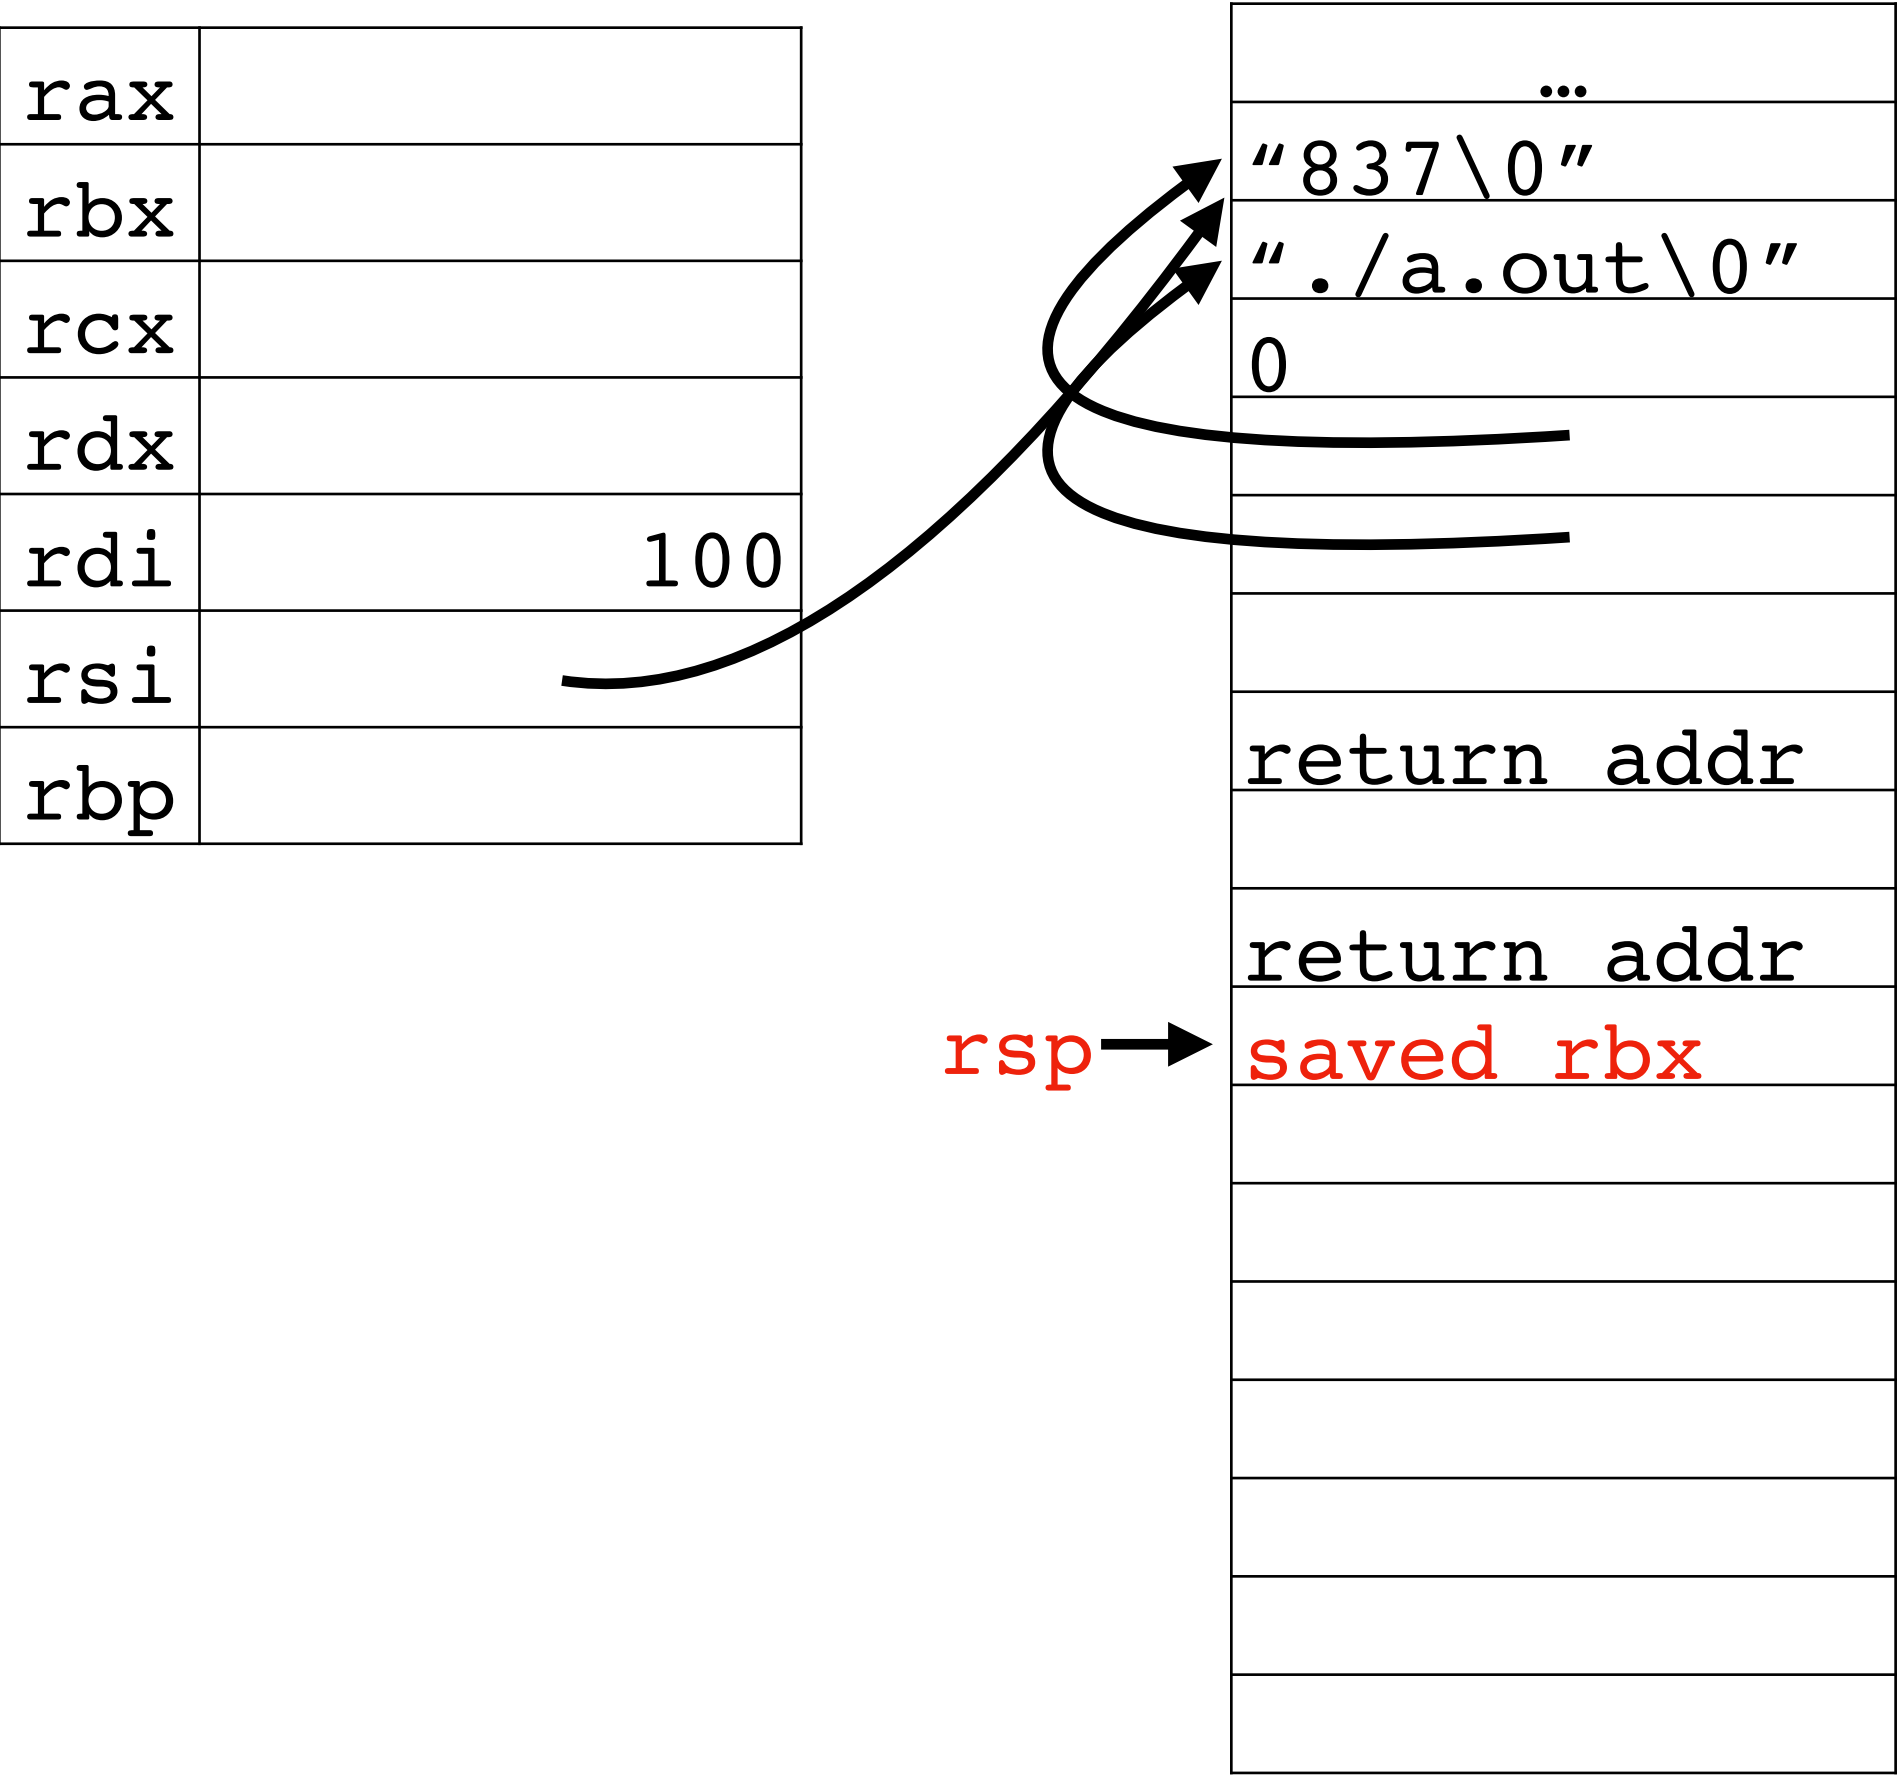 rax
rbx
rcx
rdx
rdi 100
rsi
rbp
…
“837\0”
“./a.out\0”
0
return addr
return addr
rsp saved rbx